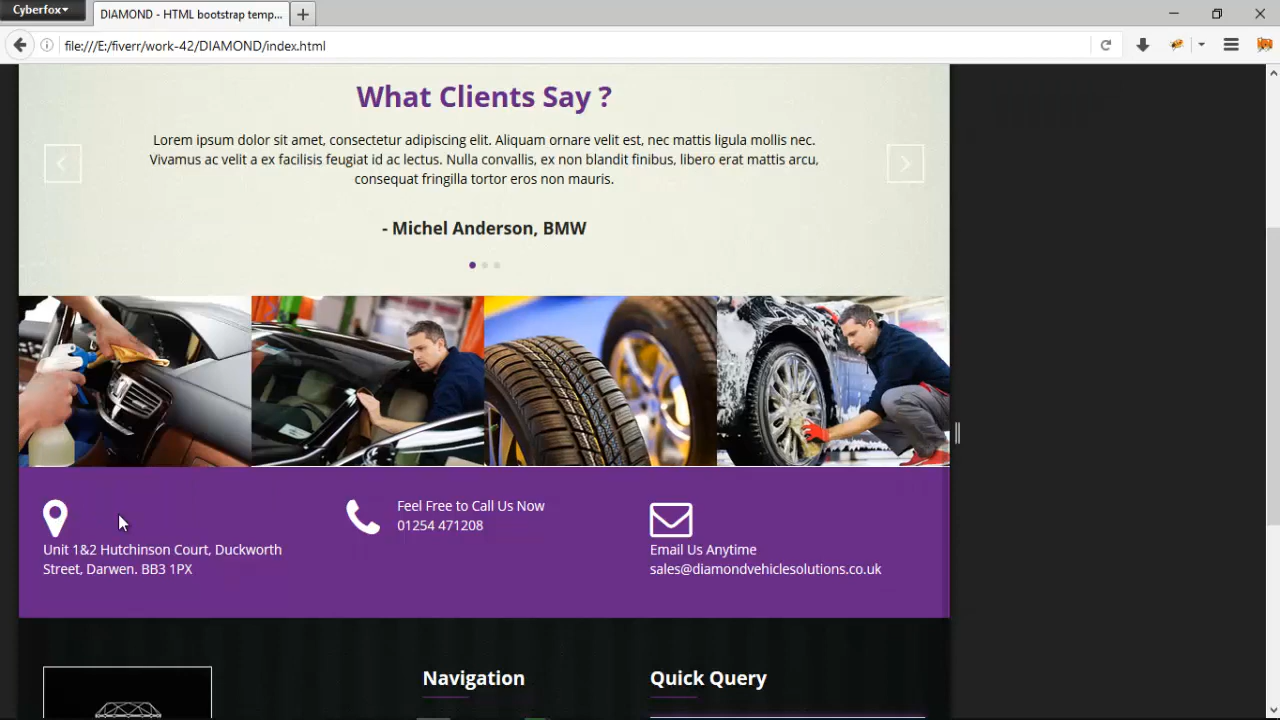 Cyberfox
DIAMOND - HTML bootstrap temp...
file:///E:/fiverr/work-42/DIAMOND/index.html
What Clients Say ?
Lorem ipsum dolor sit amet, consectetur adipiscing elit. Aliquam ornare velit est, nec mattis ligula mollis nec.
Vivamus ac velit a ex facilisis feugiat id ac lectus. Nulla convallis, ex non blandit finibus, libero erat mattis arcu,
consequat fringilla tortor eros non mauris.
- Michel Anderson, BMW
Unit 1&2 Hutchinson Court, Duckworth
Street, Darwen. BB3 1PX
Feel Free to Call Us Now
01254 471208
Email Us Anytime
sales@diamondvehiclesolutions.co.uk
Navigation
Quick Query